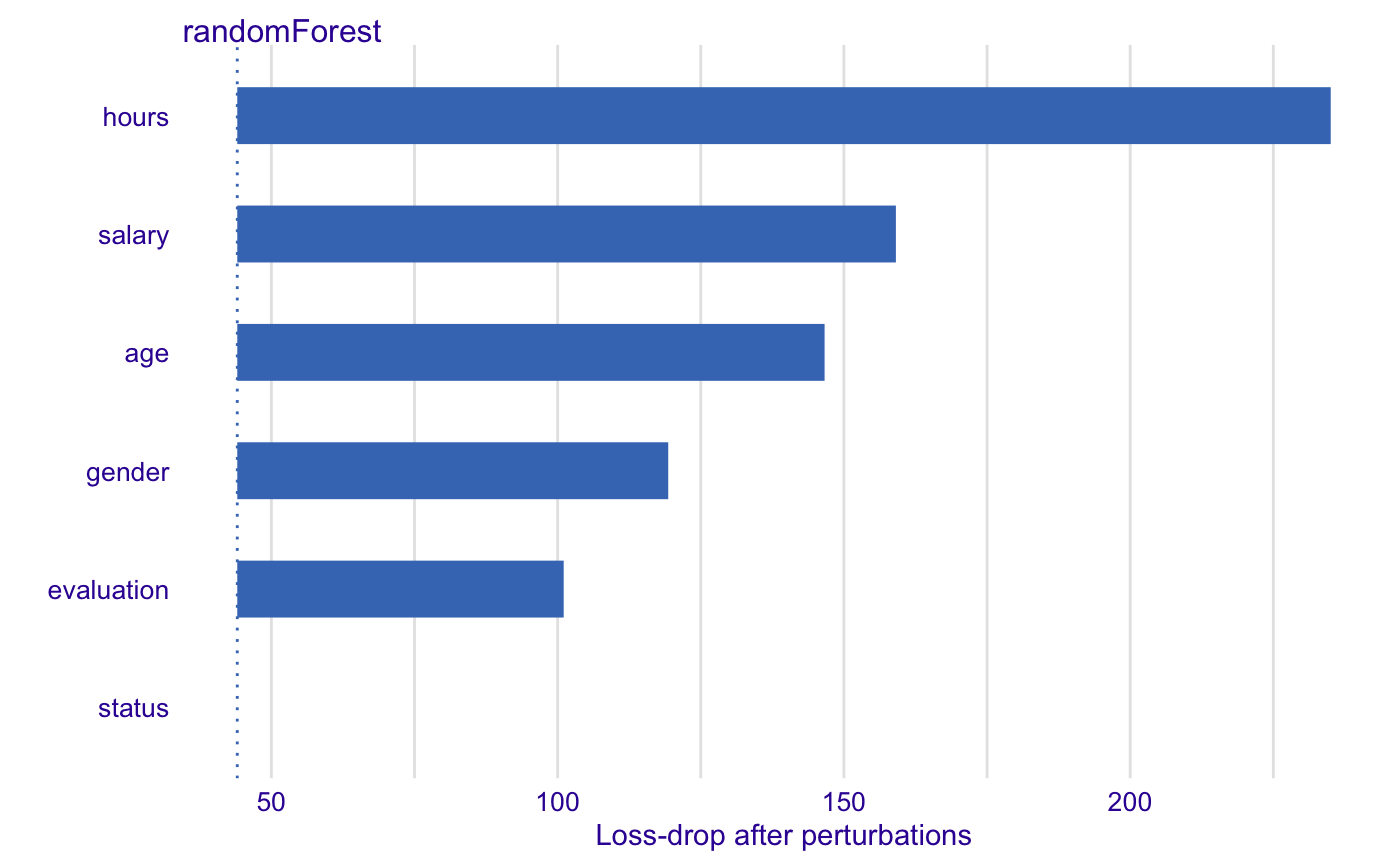 randomForest
hours
salary
age
gender
evaluation
status
50 100 150 200
Loss-drop after perturbations